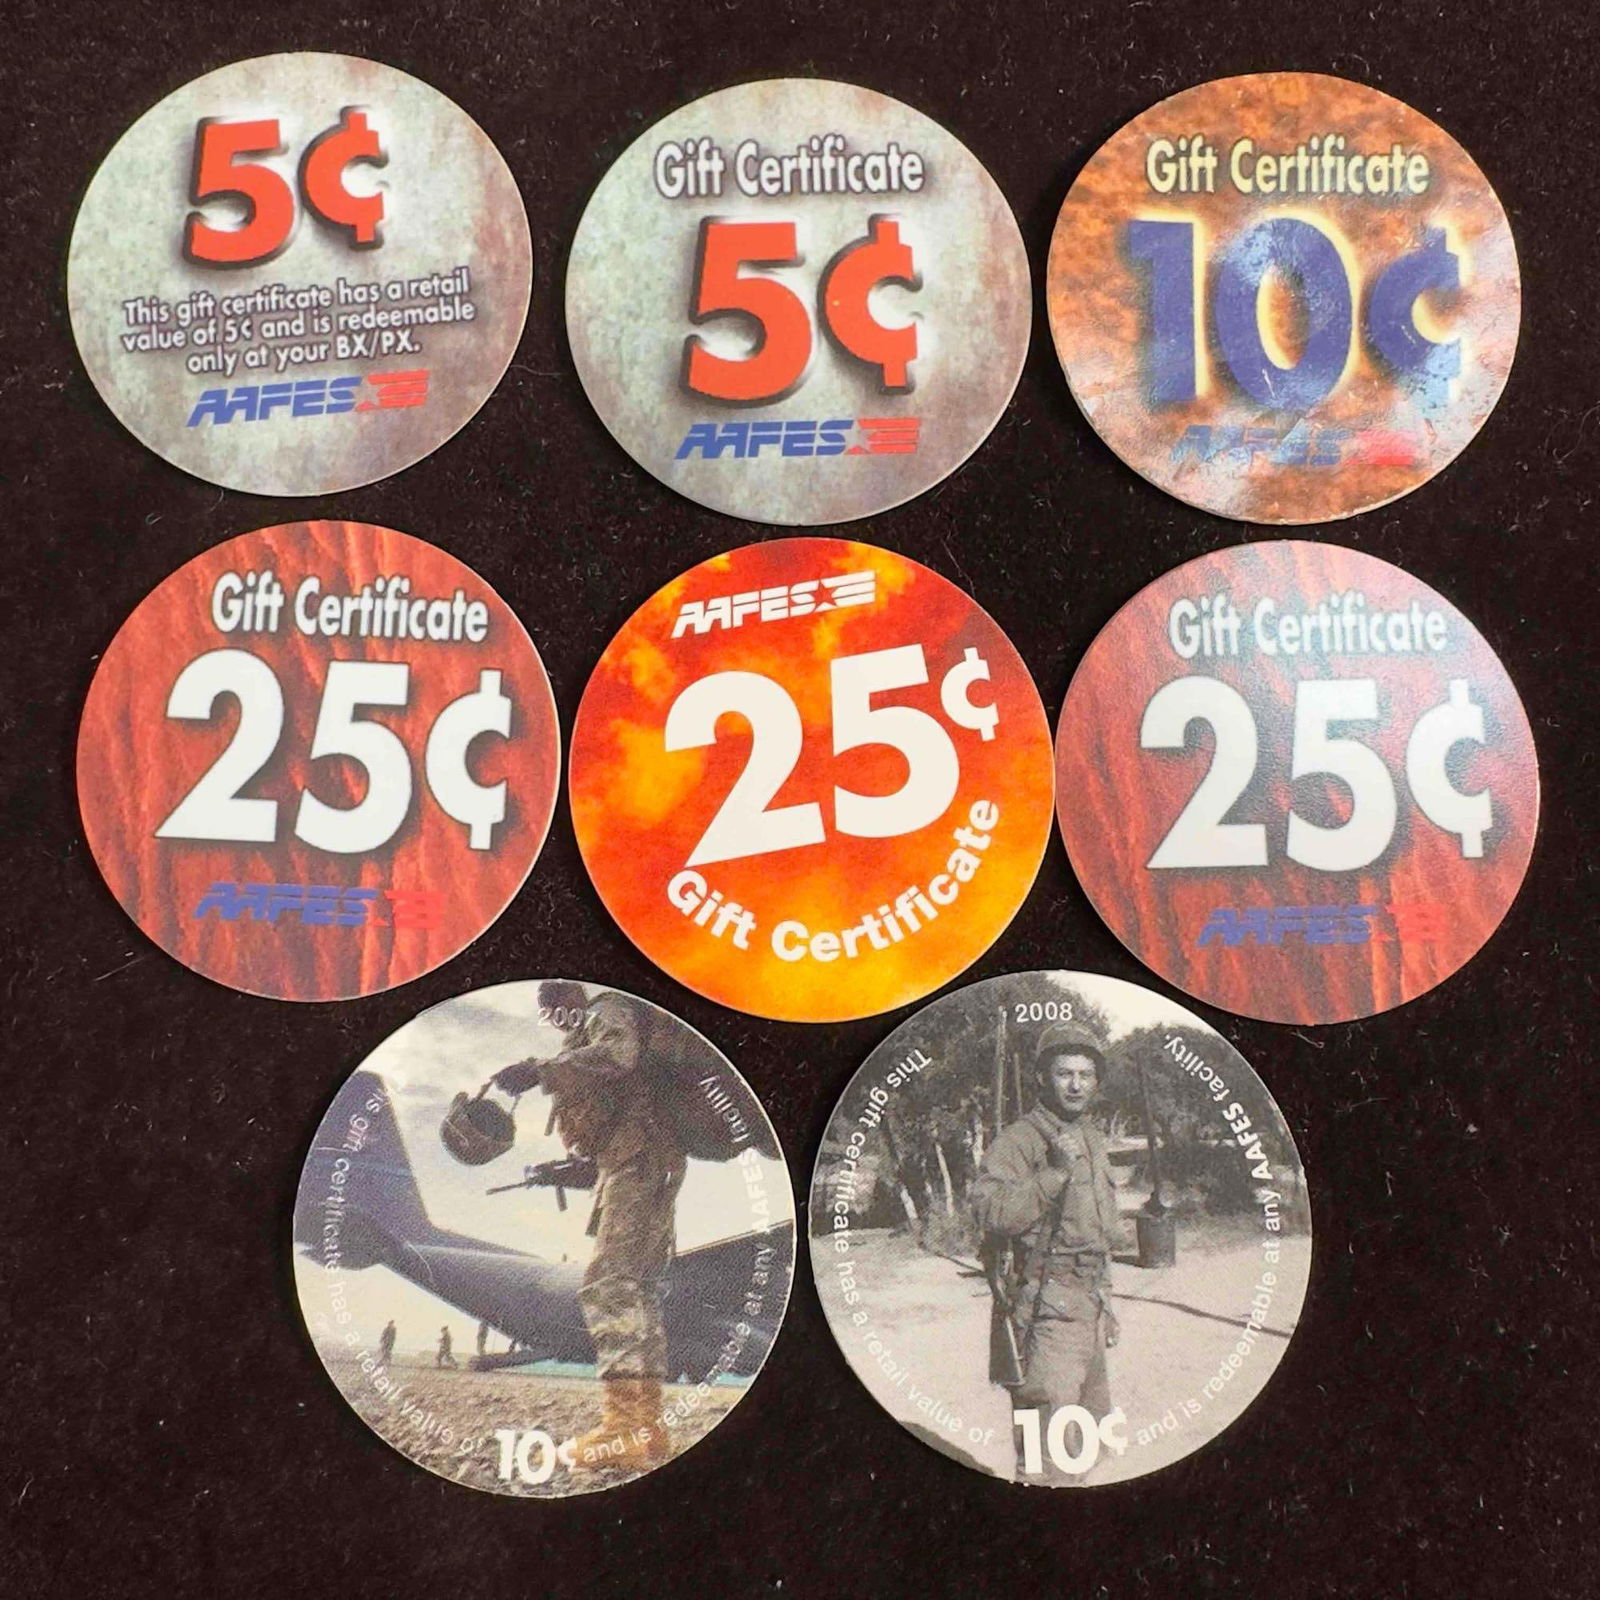 5¢
This gift certificate has a retail
value of 5¢ and is redeemable
only at your BX/PX.
AAFES
Gift Certificate
5¢
AAFES
Gift Certificate
10¢
AAFES
Gift Certificate
25¢
AAFES
AAFES
25¢
Gift Certificate
Gift Certificate
25¢
AAFES
2007
is gift certificate has a retail value of 10¢ and is redeemable at any AAFES facility
2008
This gift certificate has a retail value of 10¢ and is redeemable at any AAFES facility.